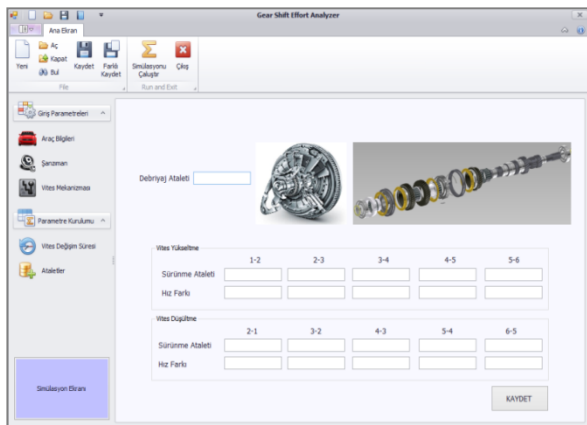 Gear Shift Effort Analyzer
Ana Ekran
Yeni
Aç
Kapat
Bul
Kaydet
Farklı Kaydet
Simülasyonu Çalıştır
Çıkış
File
Run and Exit
Giriş Parametreleri
Araç Bilgileri
Şanzıman
Vites Mekanizması
Parametre Kurulumu
Vites Değişim Süresi
Ataletler
Simülasyon Ekranı
Debriyaj Ataleti
Vites Yükseltme
1-2 2-3 3-4 4-5 5-6
Sürünme Ataleti
Hız Farkı
Vites Düşültme
2-1 3-2 4-3 5-4 6-5
Sürünme Ataleti
Hız Farkı
KAYDET